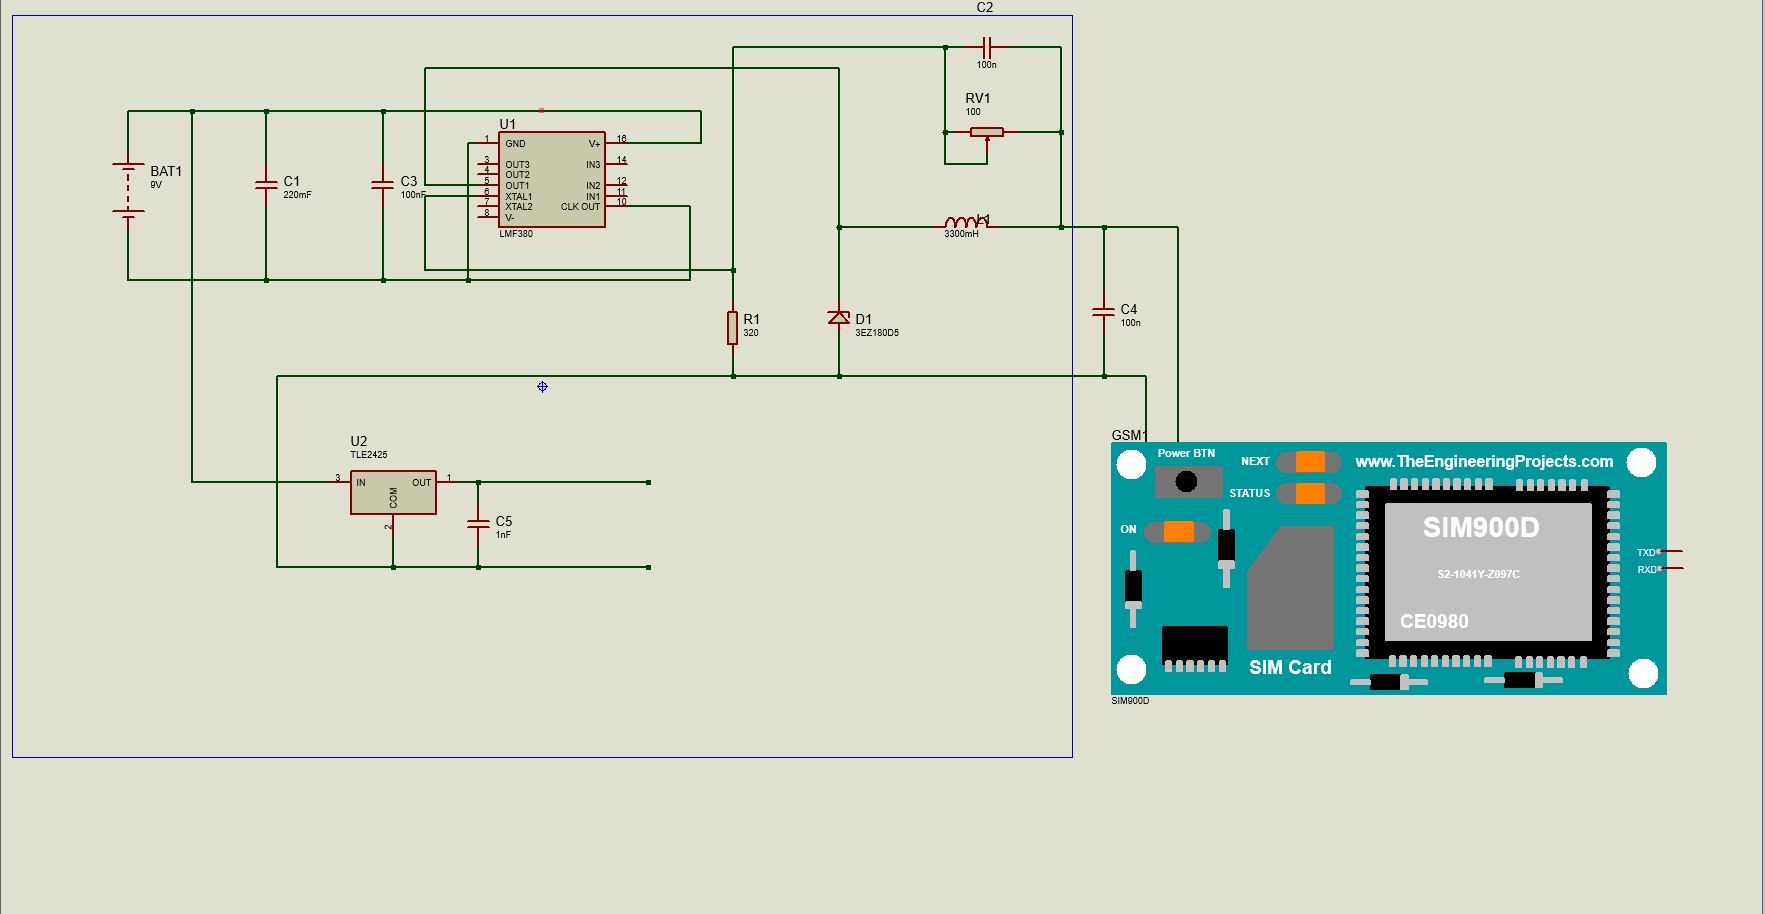 C2
100n
RV1
100
BAT1
9V
C1
220mF
C3
100nF
U1
1 GND V+ 16
3 OUT3 IN3 14
4 OUT2
5 OUT1 IN2 12
6 XTAL1 IN1 11
7 XTAL2 CLK OUT 10
8 V-
LMF380
L1
3300mH
R1
320
D1
3EZ180D5
C4
100n
U2
TLE2425
3 IN OUT 1
COM
2
C5
1nF
GSM1
Power BTN
NEXT
www.TheEngineeringProjects.com
STATUS
ON
SIM900D
S2-1041Y-Z097C
CE0980
TXD
RXD
SIM Card
SIM900D